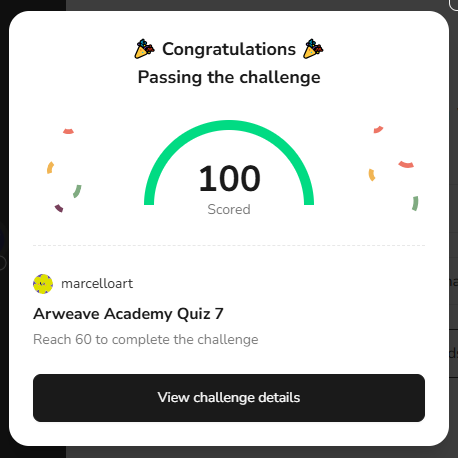 🎉 Congratulations 🎉
Passing the challenge
100
Scored
marcelloart
Arweave Academy Quiz 7
Reach 60 to complete the challenge
View challenge details